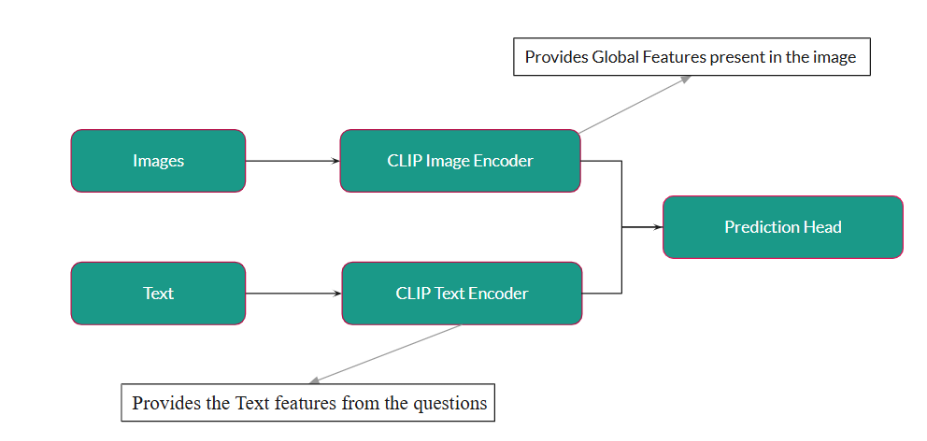 Provides Global Features present in the image
Images
CLIP Image Encoder
Prediction Head
Text
CLIP Text Encoder
Provides the Text features from the questions